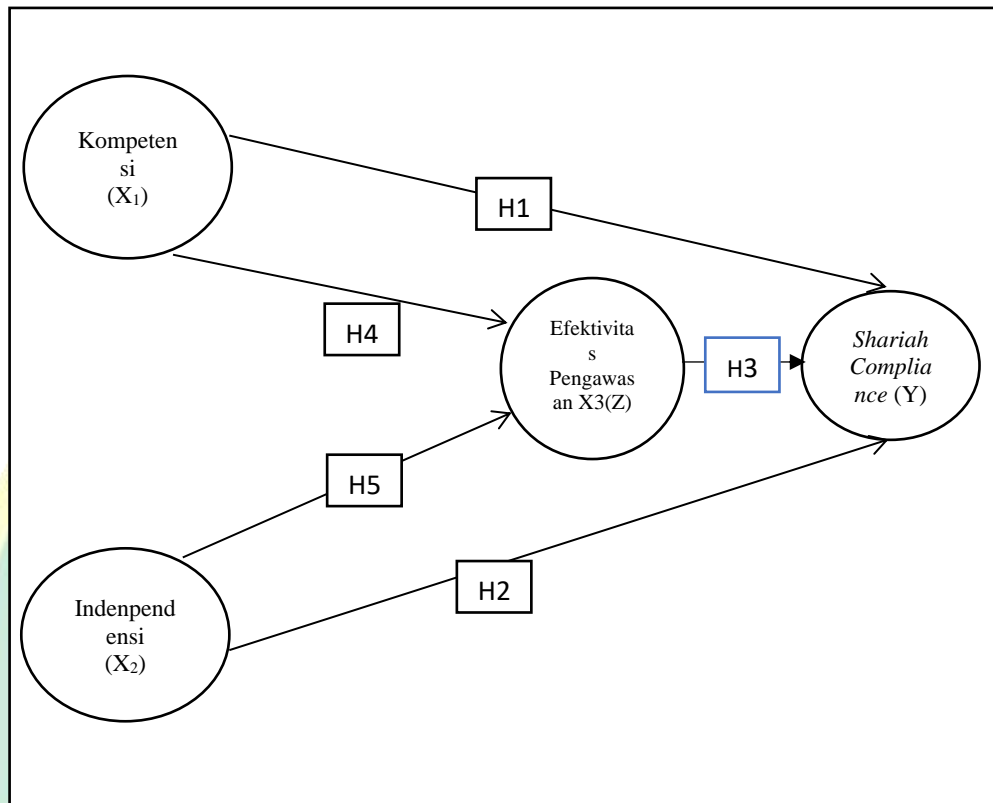 Kompeten
si
(X₁)
H1
H4
Efektivita
s
Pengawas
an X3(Z)
H3
Shariah
Complia
nce (Y)
H5
H2
Indenpend
ensi
(X₂)